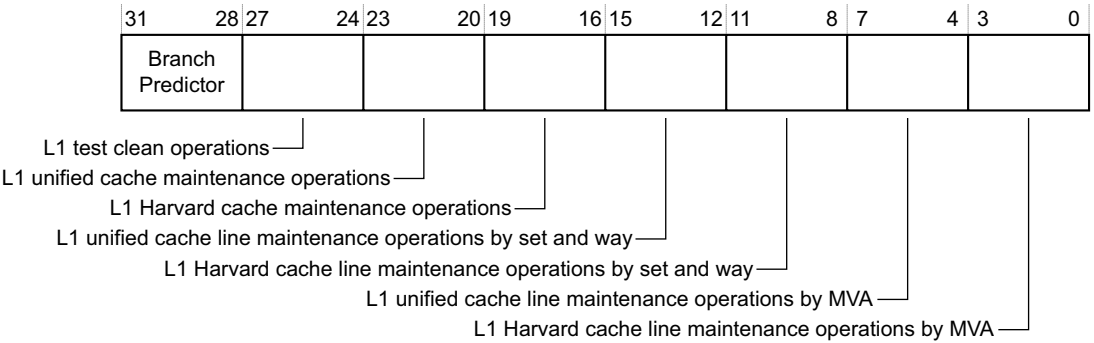 31 28 27 24 23 20 19 16 15 12 11 8 7 4 3 0
Branch
Predictor
L1 test clean operations
L1 unified cache maintenance operations
L1 Harvard cache maintenance operations
L1 unified cache line maintenance operations by set and way
L1 Harvard cache line maintenance operations by set and way
L1 unified cache line maintenance operations by MVA
L1 Harvard cache line maintenance operations by MVA